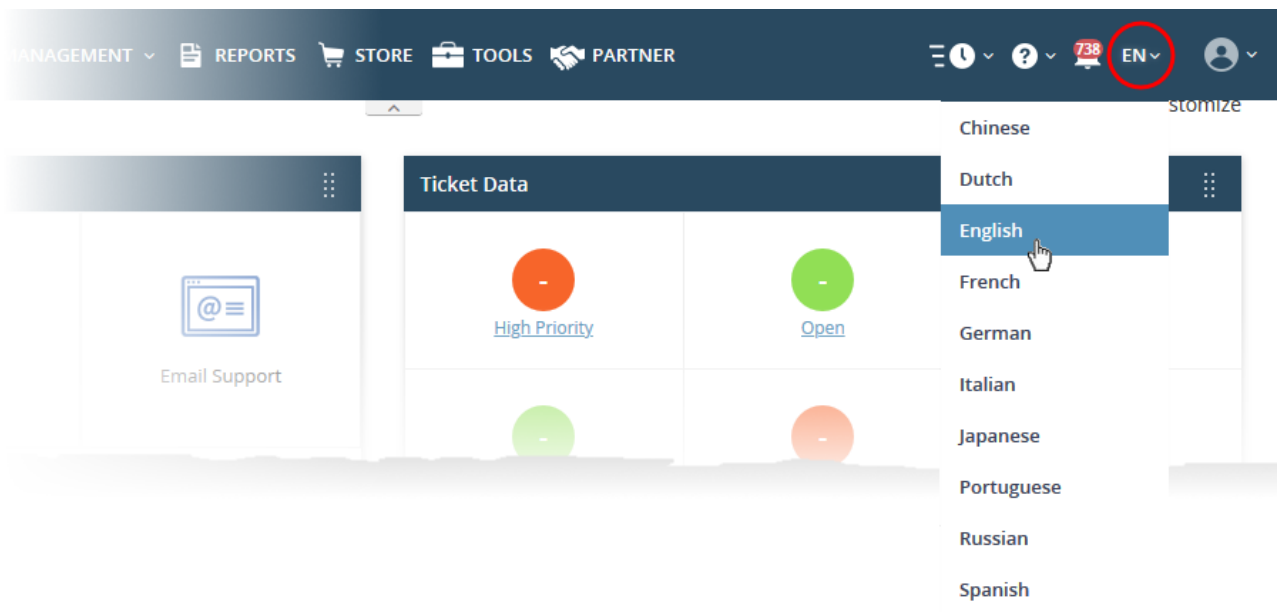 MANAGEMENT REPORTS STORE TOOLS PARTNER 738 EN
stomize
Chinese
Ticket Data
Dutch
English
French
High Priority Open
German
Email Support
Italian
-
-
-
-
Japanese
Portuguese
Russian
Spanish